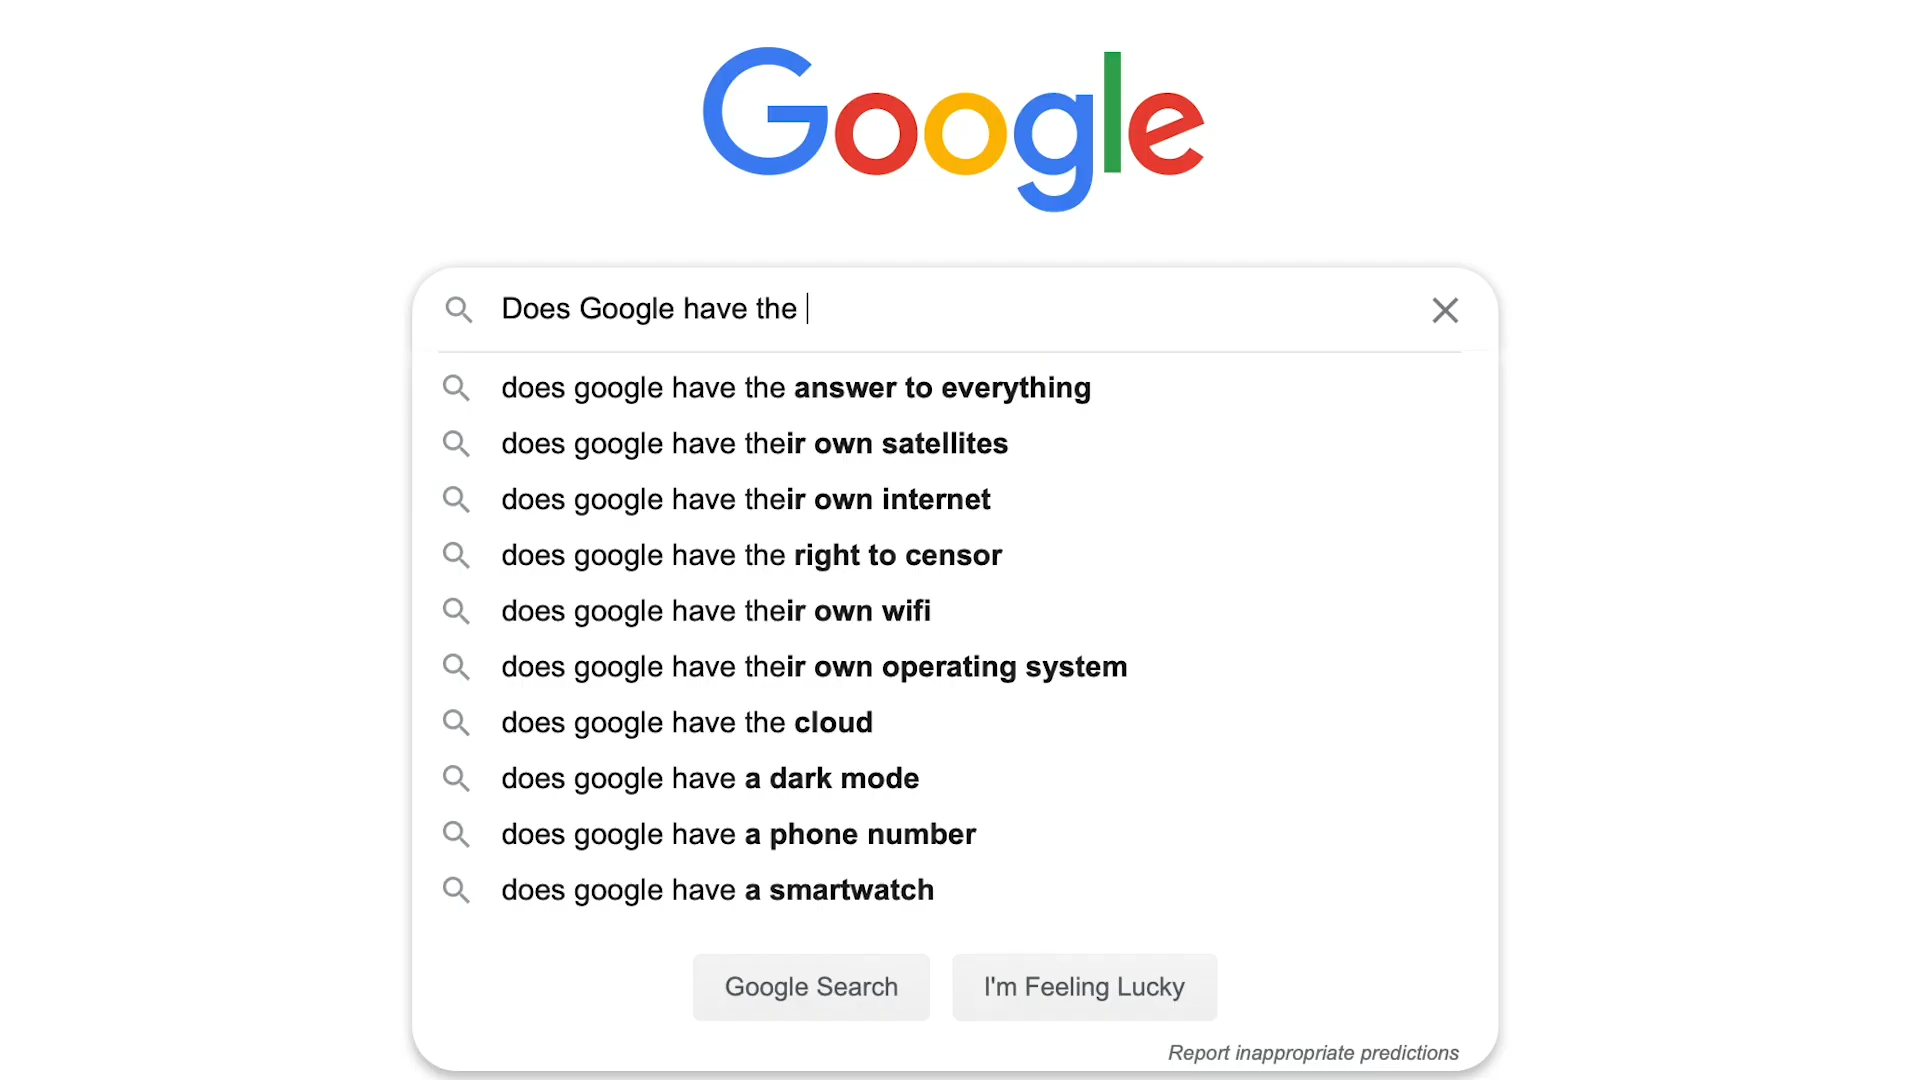 Google
Does Google have the
does google have the answer to everything
does google have their own satellites
does google have their own internet
does google have the right to censor
does google have their own wifi
does google have their own operating system
does google have the cloud
does google have a dark mode
does google have a phone number
does google have a smartwatch
Google Search
I'm Feeling Lucky
Report inappropriate predictions